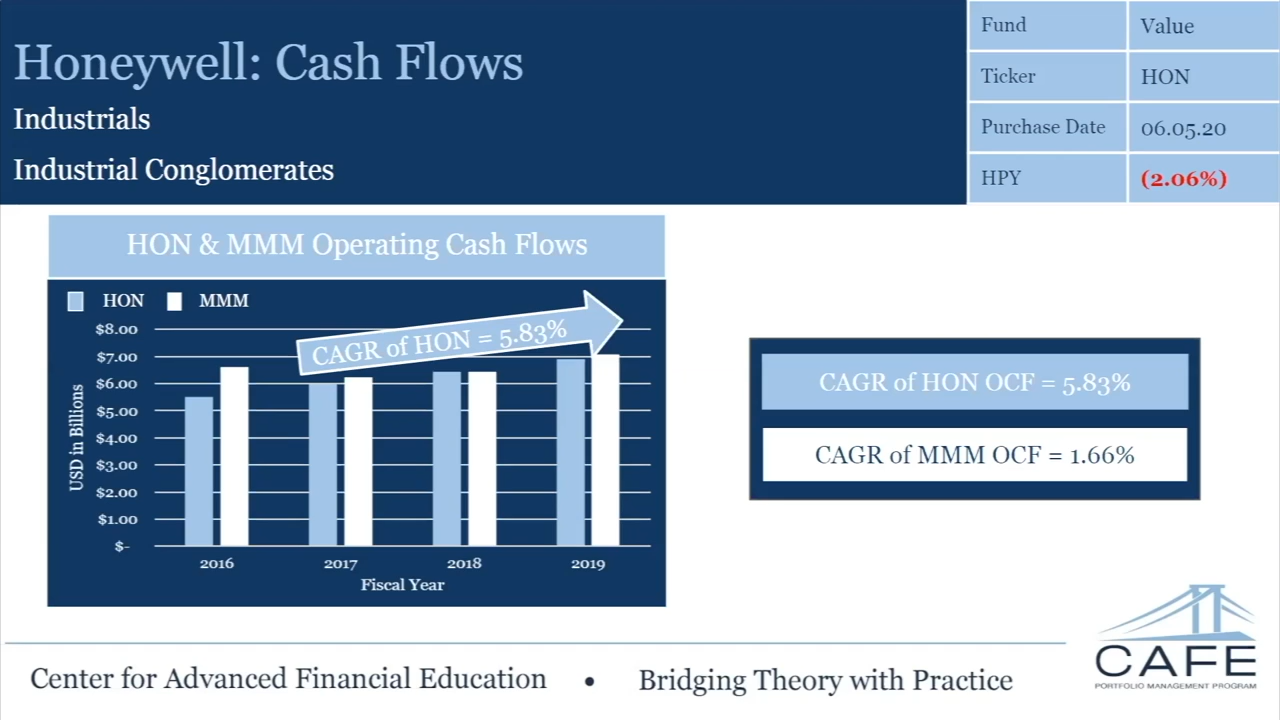 Honeywell: Cash Flows
Industrials
Industrial Conglomerates
Fund Value
Ticker HON
Purchase Date 06.05.20
HPY (2.06%)
HON & MMM Operating Cash Flows
HON MMM
CAGR of HON = 5.83%
$8.00
$7.00
$6.00
$5.00
$4.00
$3.00
$2.00
$1.00
$-
USD in Billions
2016 2017 2018 2019
Fiscal Year
CAGR of HON OCF = 5.83%
CAGR of MMM OCF = 1.66%
Center for Advanced Financial Education • Bridging Theory with Practice
CAFE
PORTFOLIO MANAGEMENT PROGRAM